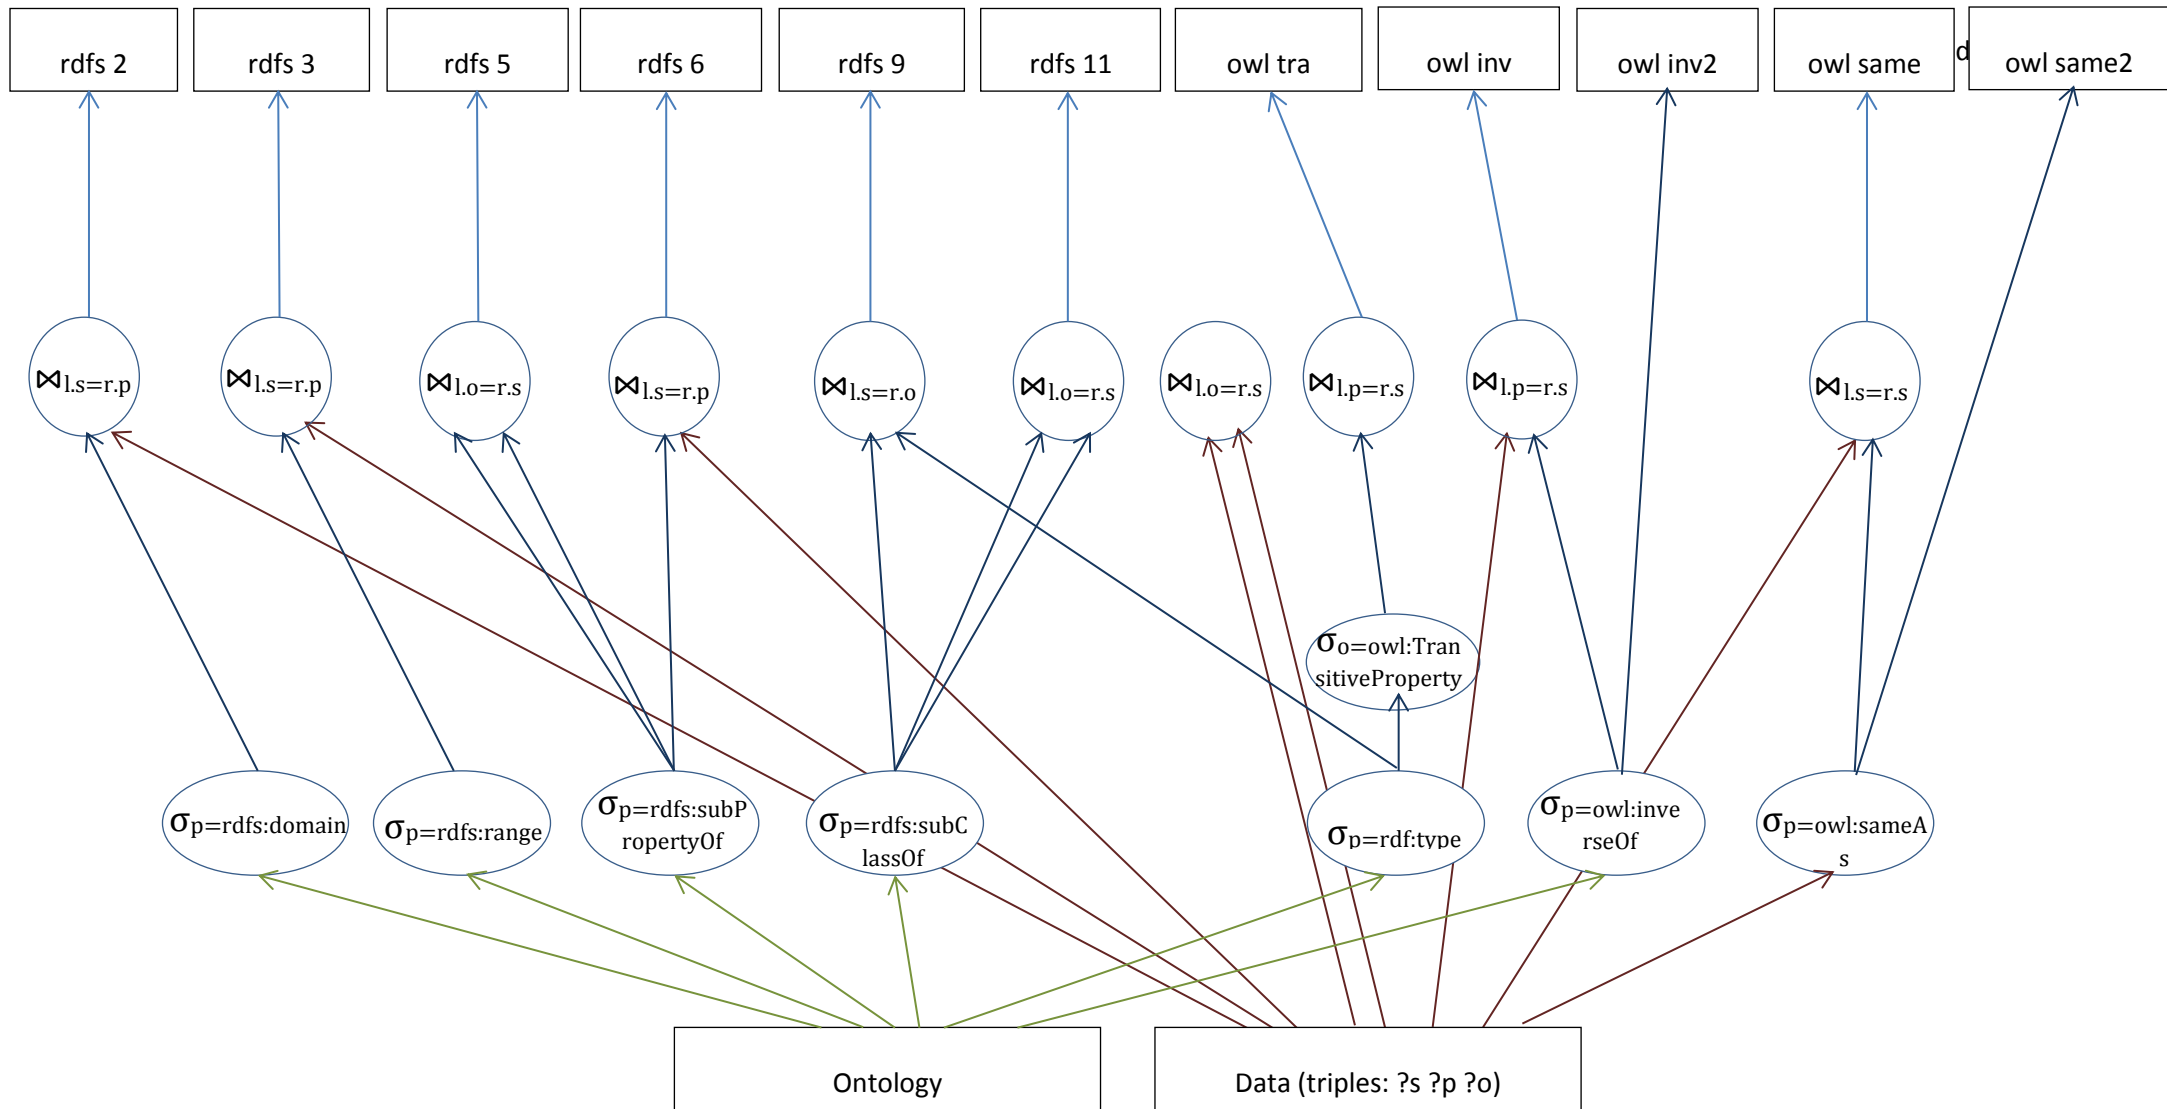 rdfs 2
rdfs 3
rdfs 5
rdfs 6
rdfs 9
rdfs 11
owl tra
owl inv
owl inv2
owl same
d
owl same2
⋈l.s=r.p
⋈l.s=r.p
⋈l.o=r.s
⋈l.s=r.p
⋈l.s=r.o
⋈l.o=r.s
⋈l.o=r.s
⋈l.p=r.s
⋈l.p=r.s
⋈l.s=r.s
σo=owl:Tran
sitiveProperty
σp=rdfs:domain
σp=rdfs:range
σp=rdfs:subP
ropertyOf
σp=rdfs:subC
lassOf
σp=rdf:type
σp=owl:inve
rseOf
σp=owl:sameA
s
Ontology
Data (triples: ?s ?p ?o)